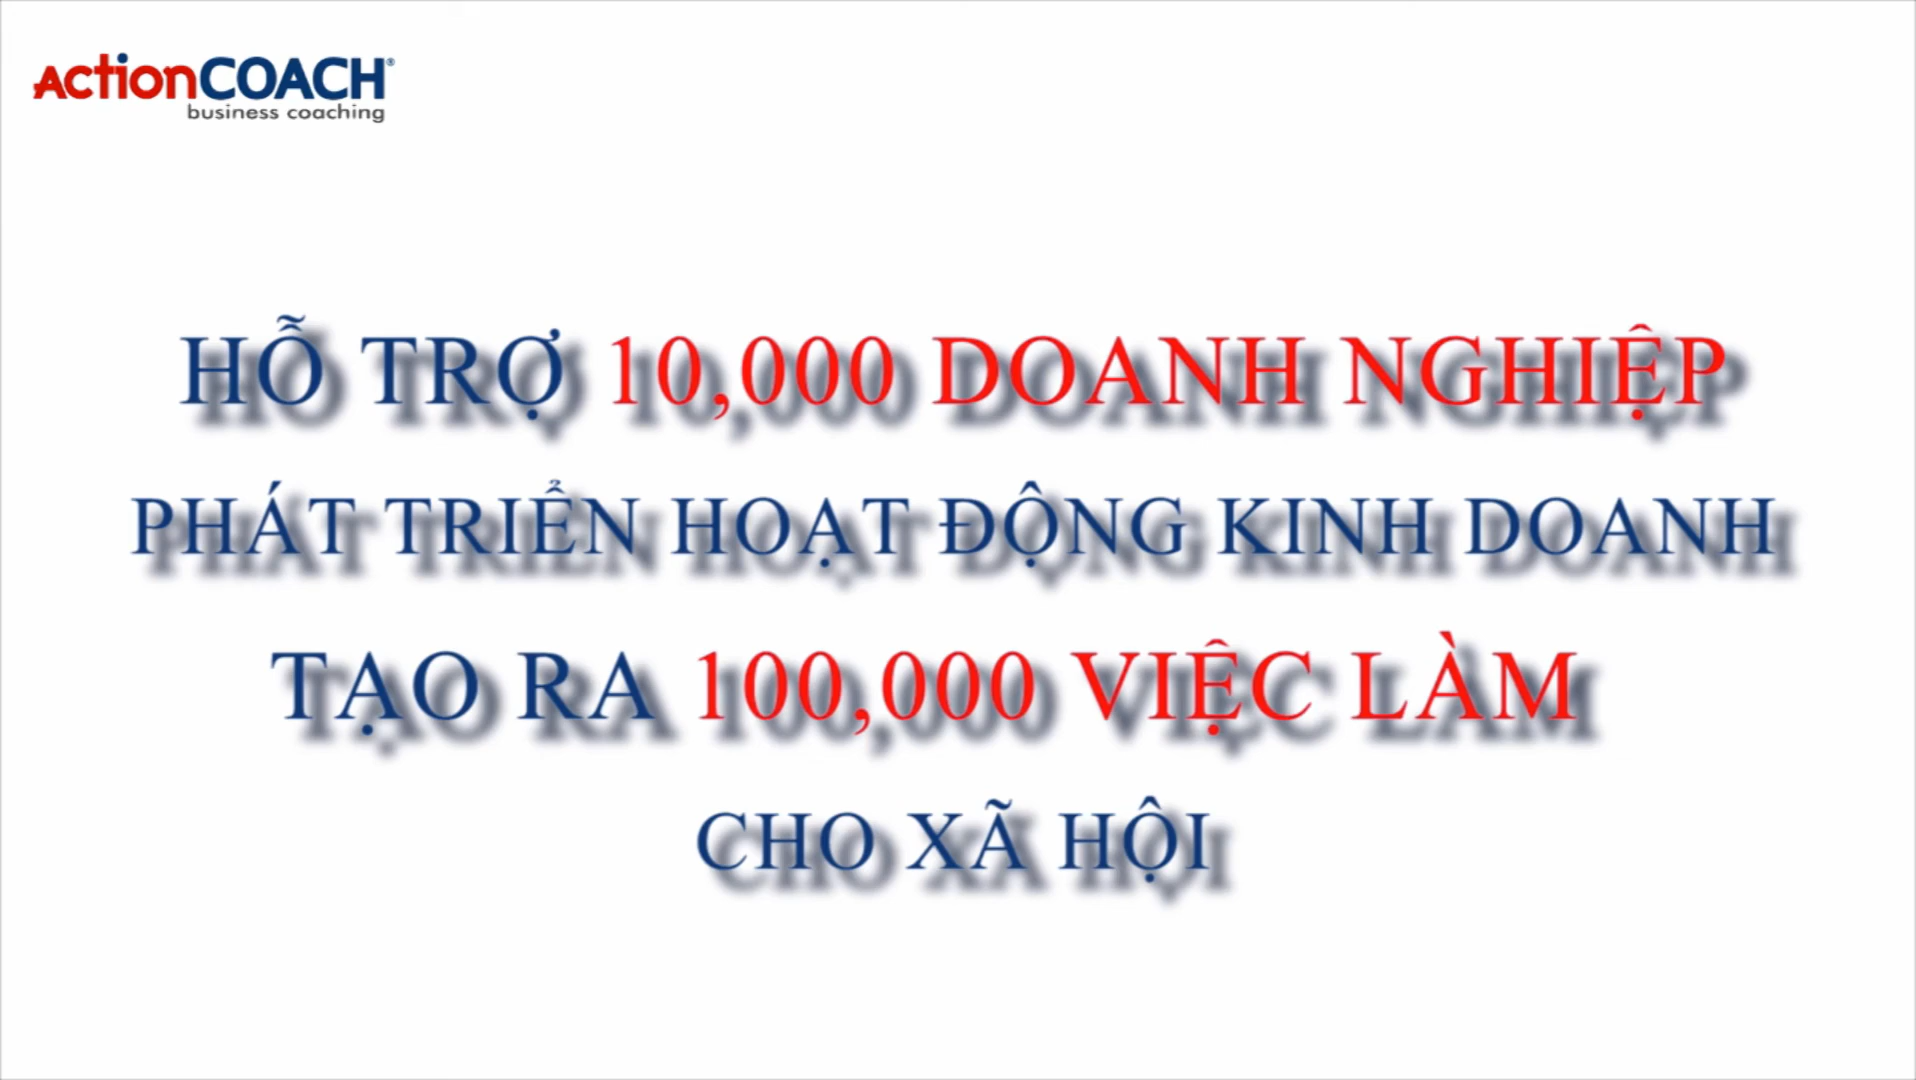 ActionCOACH®
business coaching
HỖ TRỢ 10,000 DOANH NGHIỆP
PHÁT TRIỂN HOẠT ĐỘNG KINH DOANH
TẠO RA 100,000 VIỆC LÀM
CHO XÃ HỘI